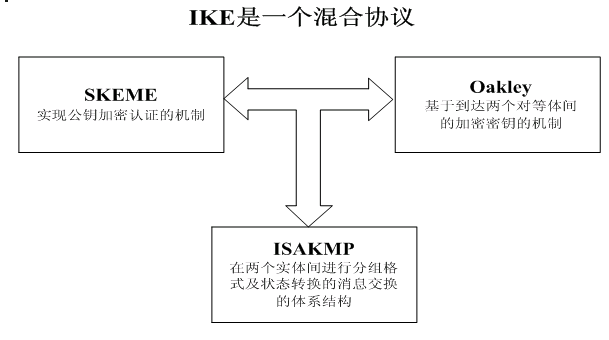 IKE是一个混合协议
SKEME
实现公钥加密认证的机制
Oakley
基于到达两个对等体间
的加密密钥的机制
ISAKMP
在两个实体间进行分组格
式及状态转换的消息交换
的体系结构